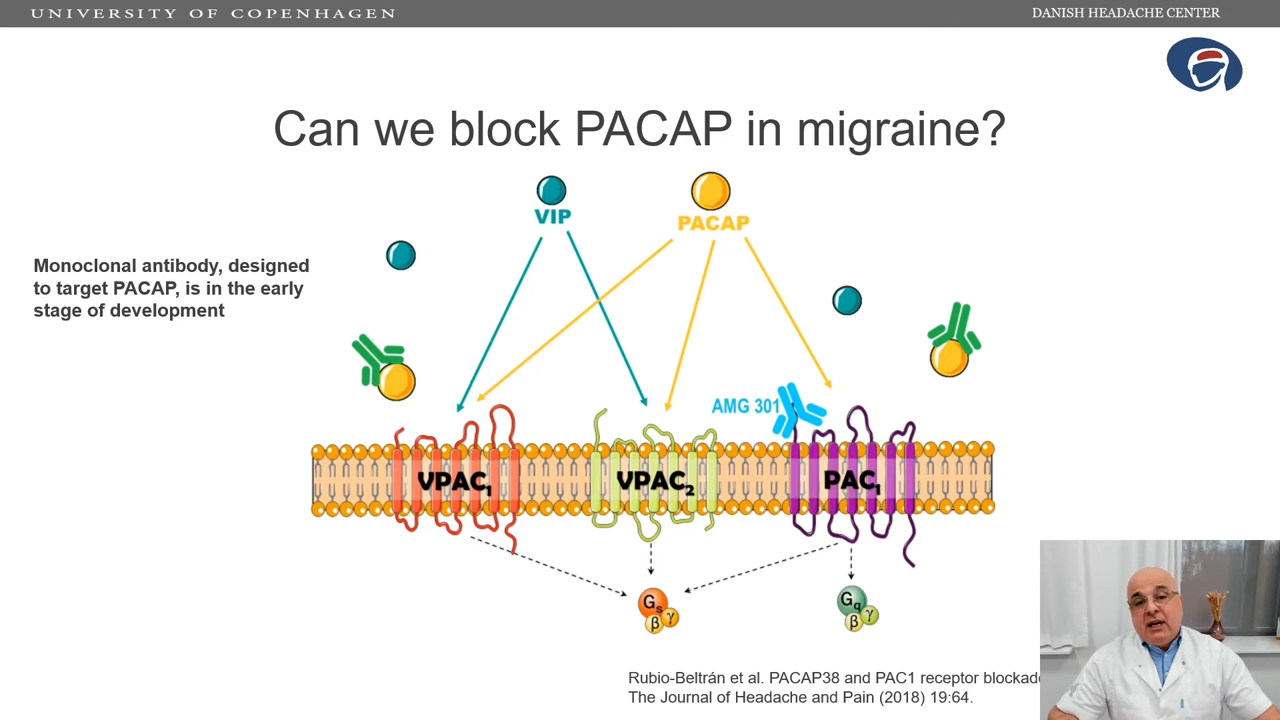 UNIVERSITY OF COPENHAGEN
DANISH HEADACHE CENTER
Can we block PACAP in migraine?
VIP
PACAP
Monoclonal antibody, designed
to target PACAP, is in the early
stage of development
AMG 301
VPAC1
VPAC2
PAC1
Gs
β
γ
Gq
β
γ
Rubio-Beltrán et al. PACAP38 and PAC1 receptor
The Journal of Headache and Pain (2018) 19:64.